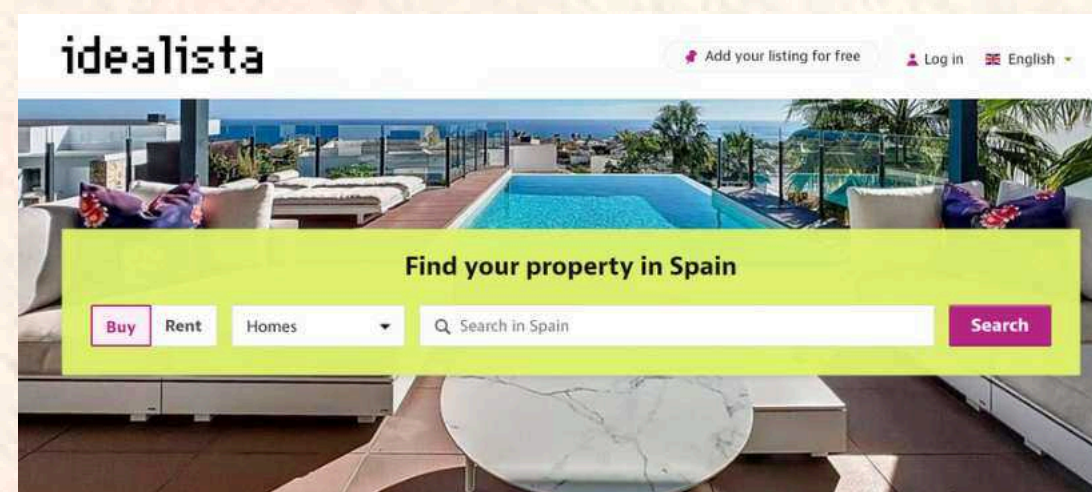 idealista
Add your listing for free
Log in
English
Find your property in Spain
Buy
Rent
Homes
Search in Spain
Search